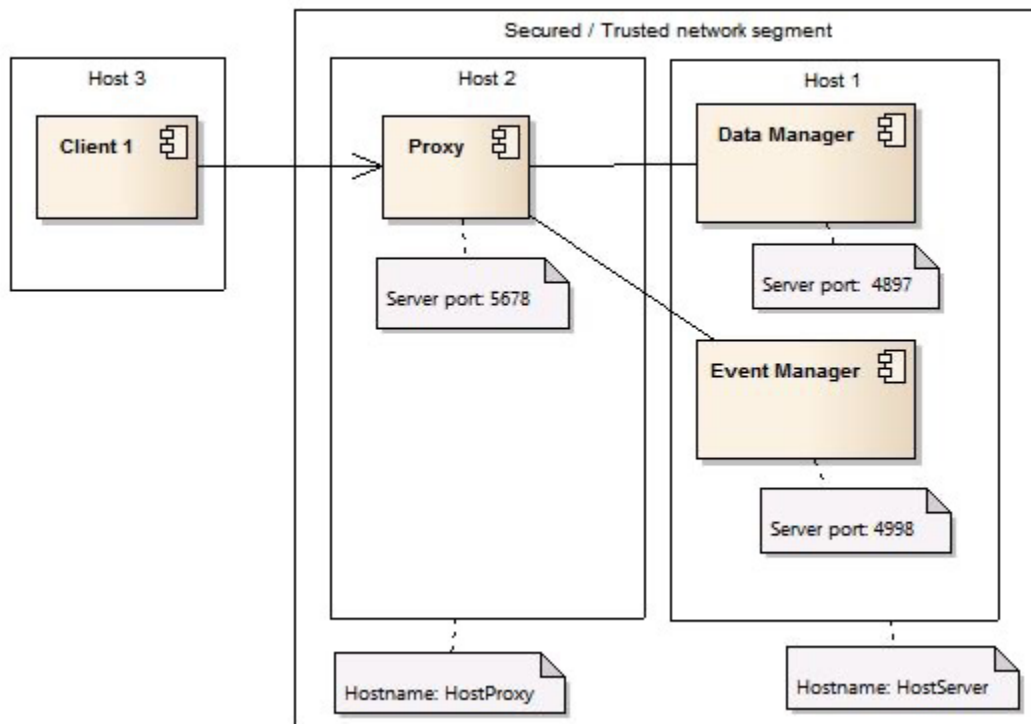 Secured / Trusted network segment
Host 3
Host 2
Host 1
Client 1
Proxy
Data Manager
Server port: 5678
Server port:  4897
Event Manager
Server port: 4998
Hostname: HostProxy
Hostname: HostServer